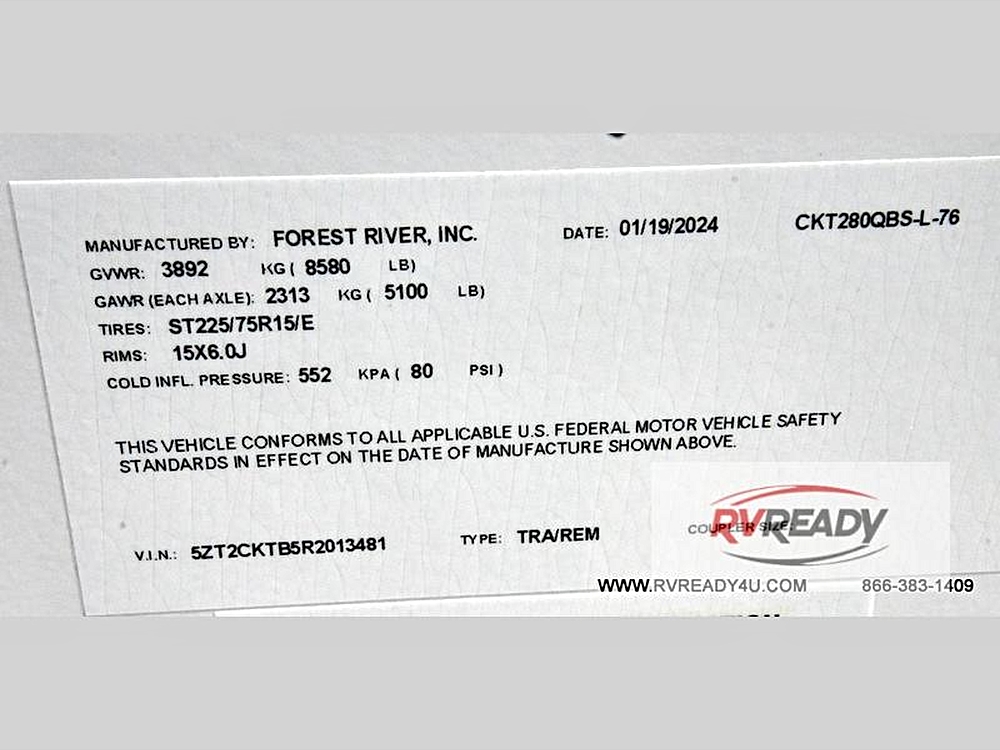 MANUFACTURED BY: FOREST RIVER, INC. DATE: 01/19/2024 CKT280QBS-L-76
GVWR: 3892 KG ( 8580 LB)
GAWR (EACH AXLE): 2313 KG ( 5100 LB)
TIRES: ST225/75R15/E
RIMS: 15X6.0J
COLD INFL. PRESSURE: 552 KPA ( 80 PSI )
THIS VEHICLE CONFORMS TO ALL APPLICABLE U.S. FEDERAL MOTOR VEHICLE SAFETY
STANDARDS IN EFFECT ON THE DATE OF MANUFACTURE SHOWN ABOVE.
V.I.N.: 5ZT2CKTB5R2013481 TYPE: TRA/REM COUPLER SIZE:
RVREADY
WWW.RVREADY4U.COM 866-383-1409